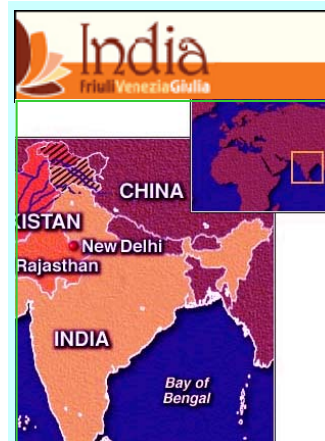 India
FriuliVeneziaGiulia
CHINA
KISTAN
New Delhi
Rajasthan
INDIA
Bay of
Bengal